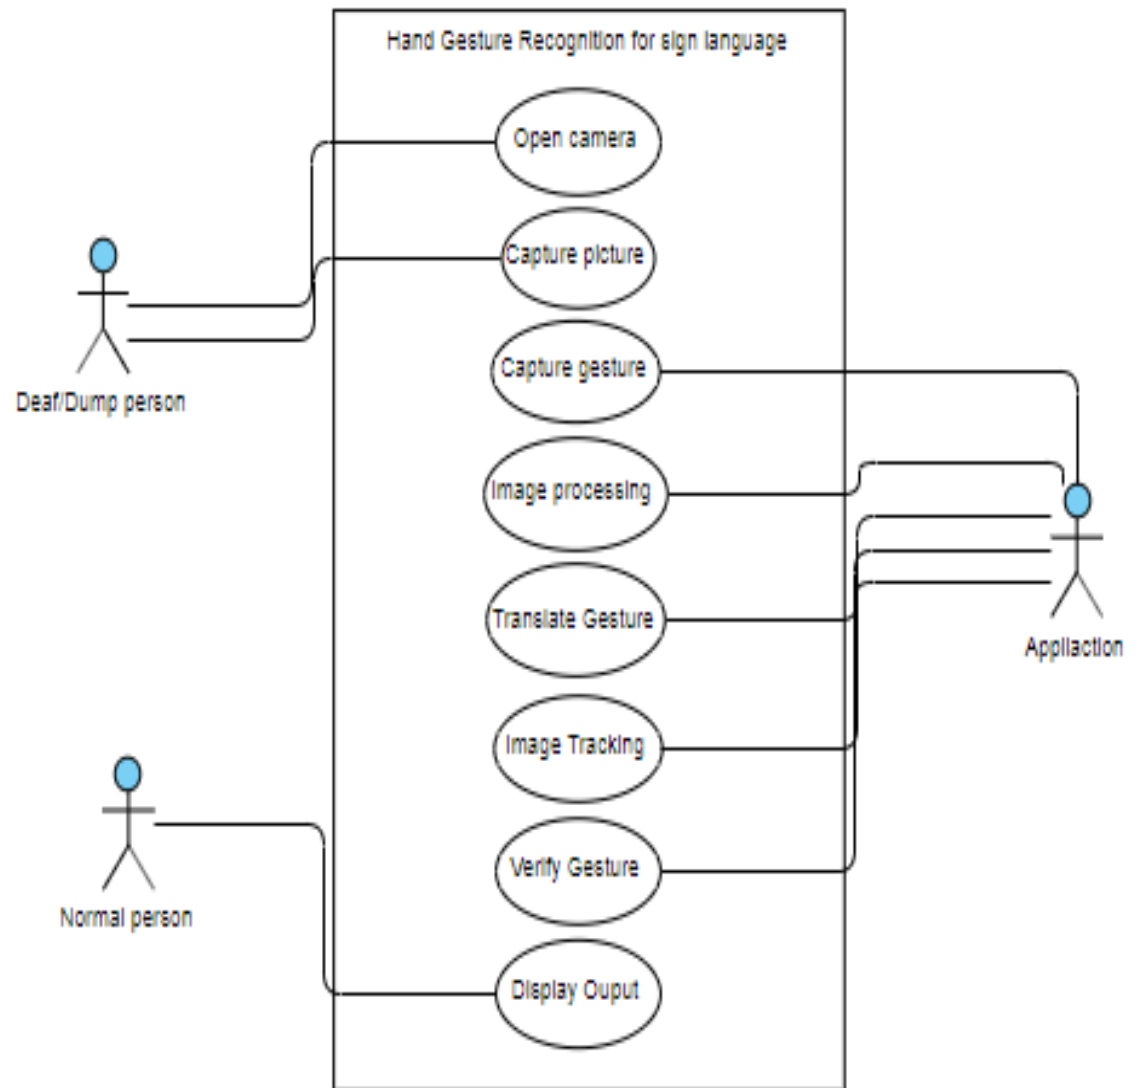 Hand Gesture Recognition for sign language
Open camera
Capture picture
Deaf/Dump person
Capture gesture
Image processing
Translate Gesture
Appliaction
Image Tracking
Verify Gesture
Normal person
Display Ouput